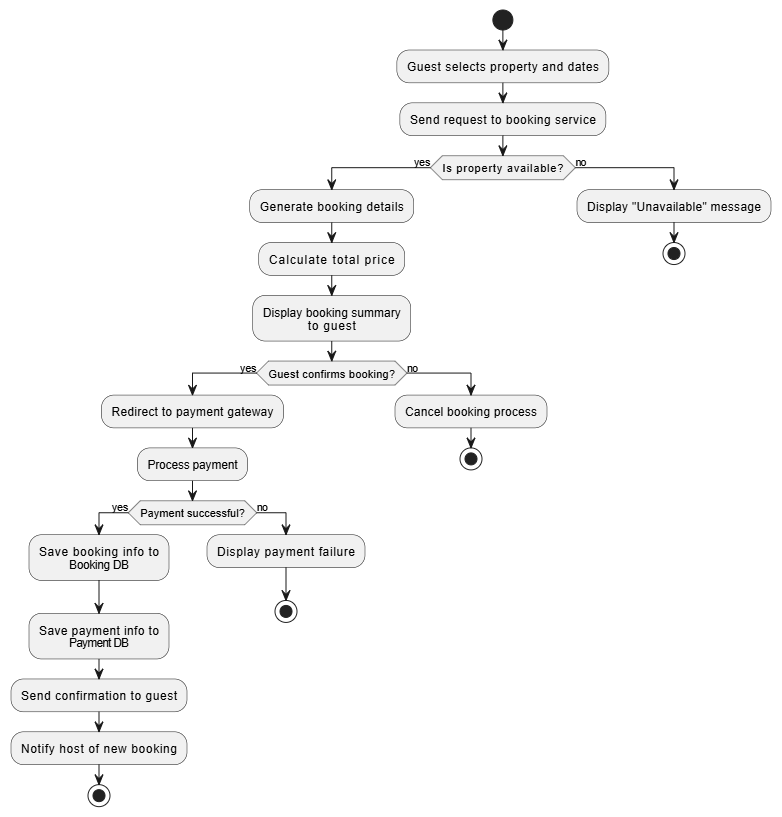 Guest selects property and dates
Send request to booking service
yes
Is property available?
no
Generate booking details
Display "Unavailable" message
Calculate total price
Display booking summary
to guest
yes
Guest confirms booking?
no
Redirect to payment gateway
Cancel booking process
Process payment
yes
Payment successful?
no
Save booking info to
Booking DB
Display payment failure
Save payment info to
Payment DB
Send confirmation to guest
Notify host of new booking